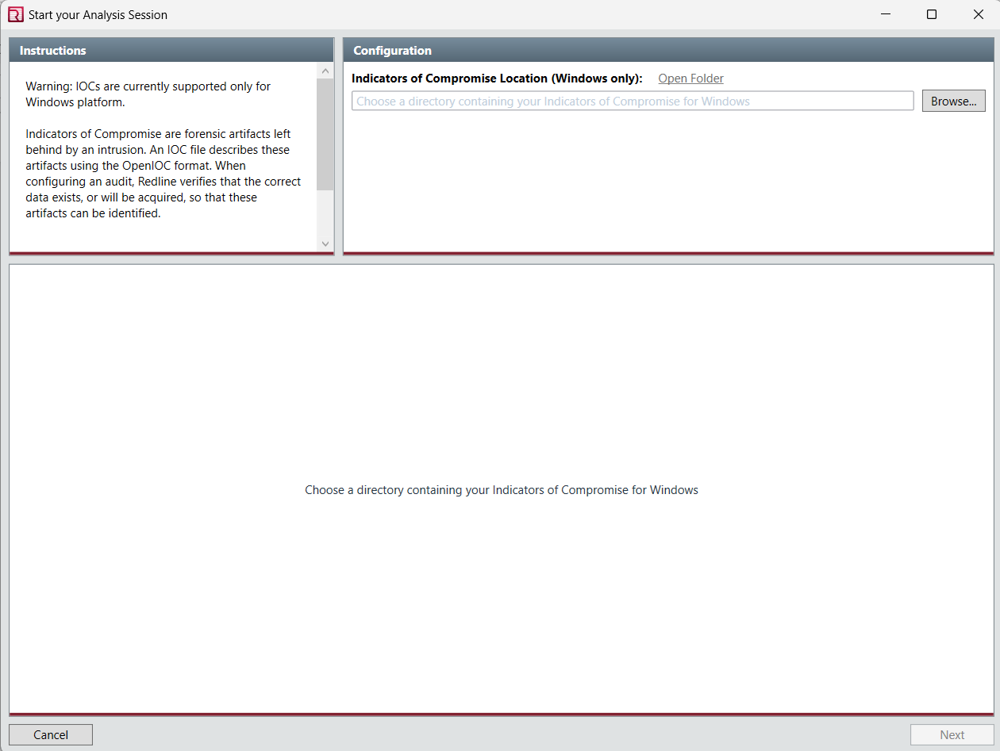 Start your Analysis Session
Instructions
Warning: IOCs are currently supported only for
Windows platform.
Indicators of Compromise are forensic artifacts left
behind by an intrusion. An IOC file describes these
artifacts using the OpenIOC format. When
configuring an audit, Redline verifies that the correct
data exists, or will be acquired, so that these
artifacts can be identified.
Configuration
Indicators of Compromise Location (Windows only): Open Folder
Choose a directory containing your Indicators of Compromise for Windows
Browse...
Choose a directory containing your Indicators of Compromise for Windows
Cancel
Next